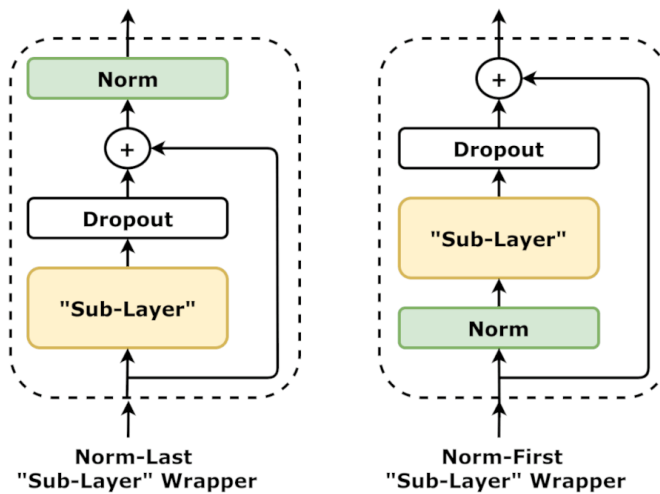 Norm
+
Dropout
"Sub-Layer"
Norm-Last
"Sub-Layer" Wrapper
+
Dropout
"Sub-Layer"
Norm
Norm-First
"Sub-Layer" Wrapper